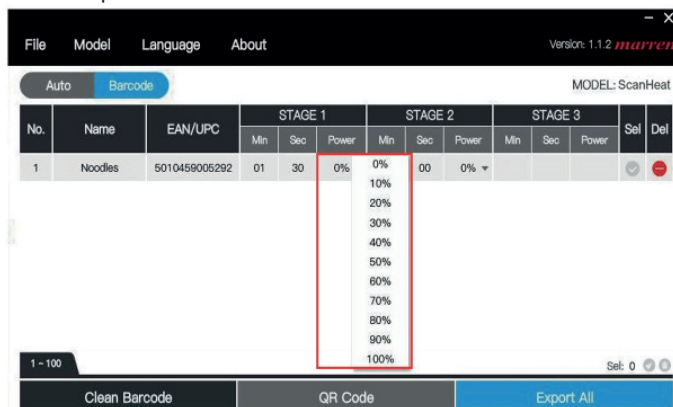 File Model Language About Version: 1.1.2 marren
Auto Barcode MODEL: ScanHeat
No. Name EAN/UPC STAGE 1 STAGE 2 STAGE 3 Sel Del
Min Sec Power Min Sec Power Min Sec Power
1 Noodles 5010459005292 01 30 0% 0% 00 0%
10%
20%
30%
40%
50%
60%
70%
80%
90%
100%
1 ~ 100 Sel: 0
Clean Barcode QR Code Export All